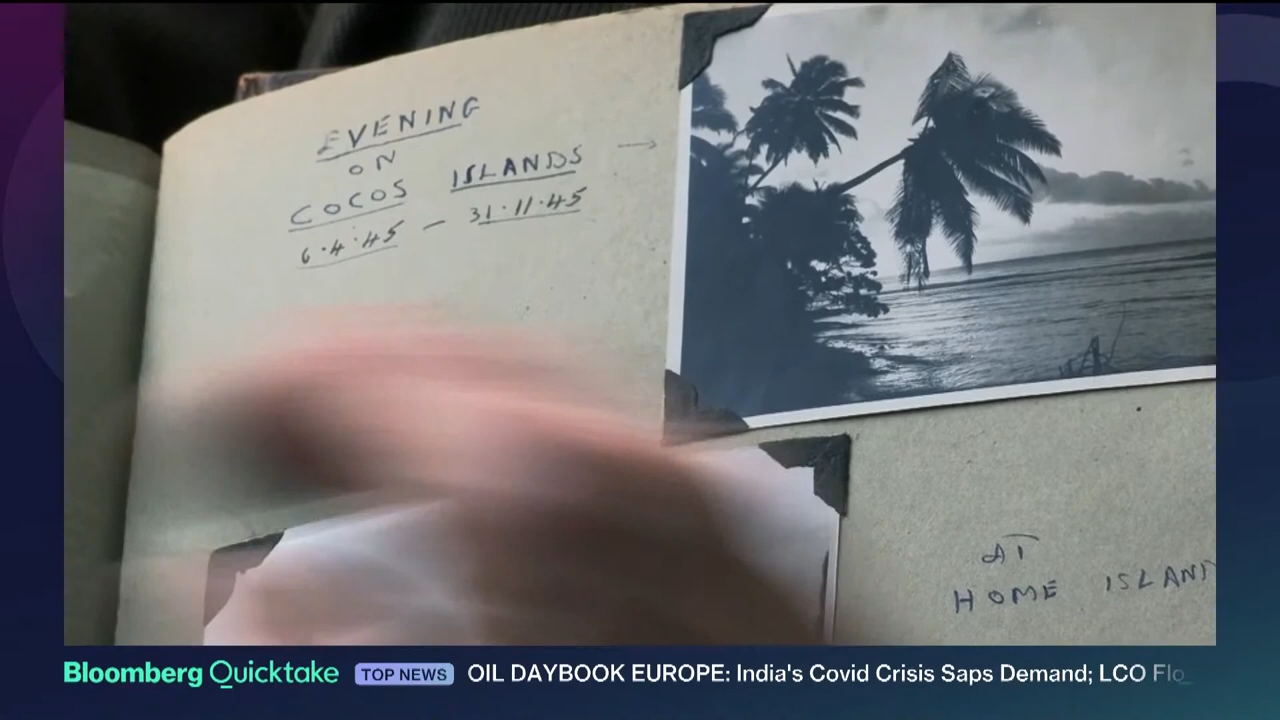 EVENING
ON
COCOS ISLANDS →
6.4.45 — 31.11.45
AT
HOME ISLAND
Bloomberg Quicktake TOP NEWS OIL DAYBOOK EUROPE: India's Covid Crisis Saps Demand; LCO Flo